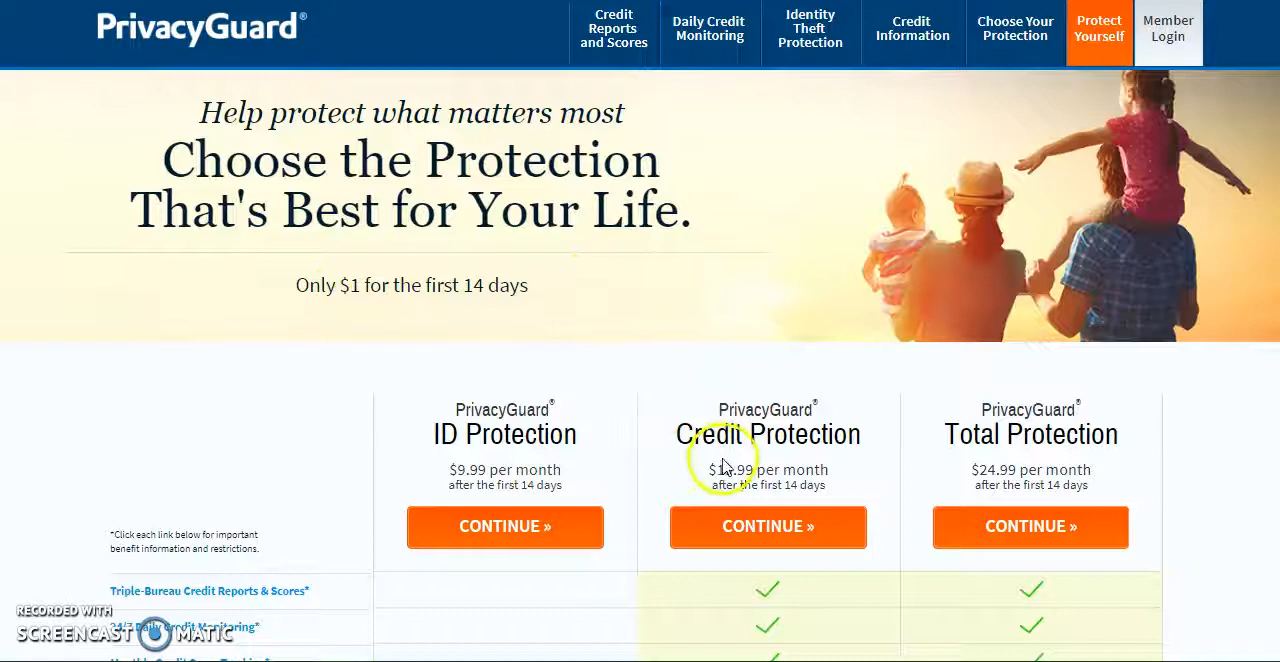 PrivacyGuard®
Credit Reports and Scores
Daily Credit Monitoring
Identity Theft Protection
Credit Information
Choose Your Protection
Protect Yourself
Member Login
Help protect what matters most
Choose the Protection
That's Best for Your Life.
Only $1 for the first 14 days
PrivacyGuard®
ID Protection
$9.99 per month
after the first 14 days
CONTINUE »
PrivacyGuard®
Credit Protection
per month
after the first 14 days
CONTINUE »
PrivacyGuard®
Total Protection
$24.99 per month
after the first 14 days
CONTINUE »
*Click each link below for important
benefit information and restrictions.
Triple-Bureau Credit Reports & Scores*
24/7 Daily Credit Monitoring*
RECORDED WITH
SCREENCAST MATIC